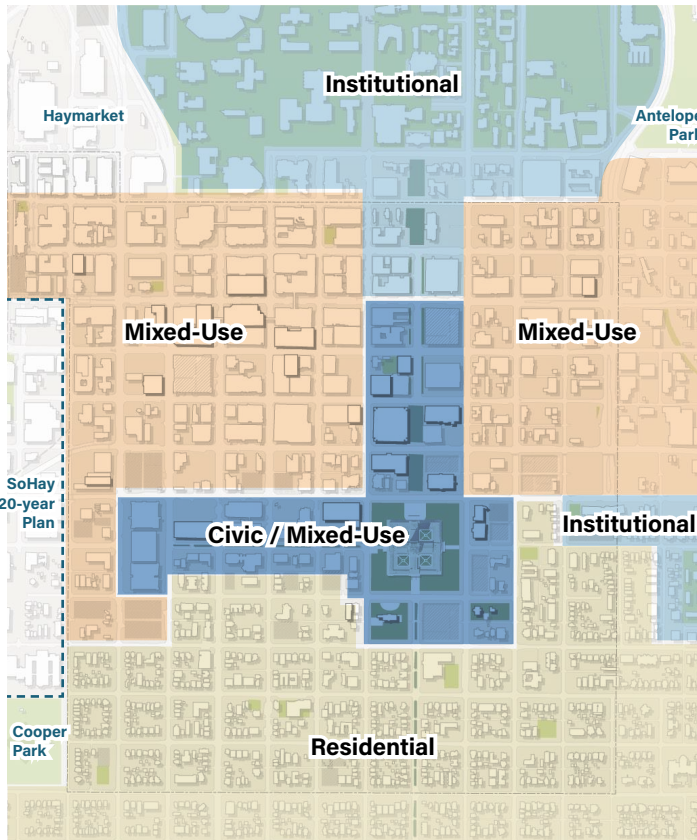 Institutional
Haymarket
Antelope
Park
Mixed-Use
Mixed-Use
SoHay
20-year
Plan
Civic / Mixed-Use
Institutional
Residential
Cooper
Park